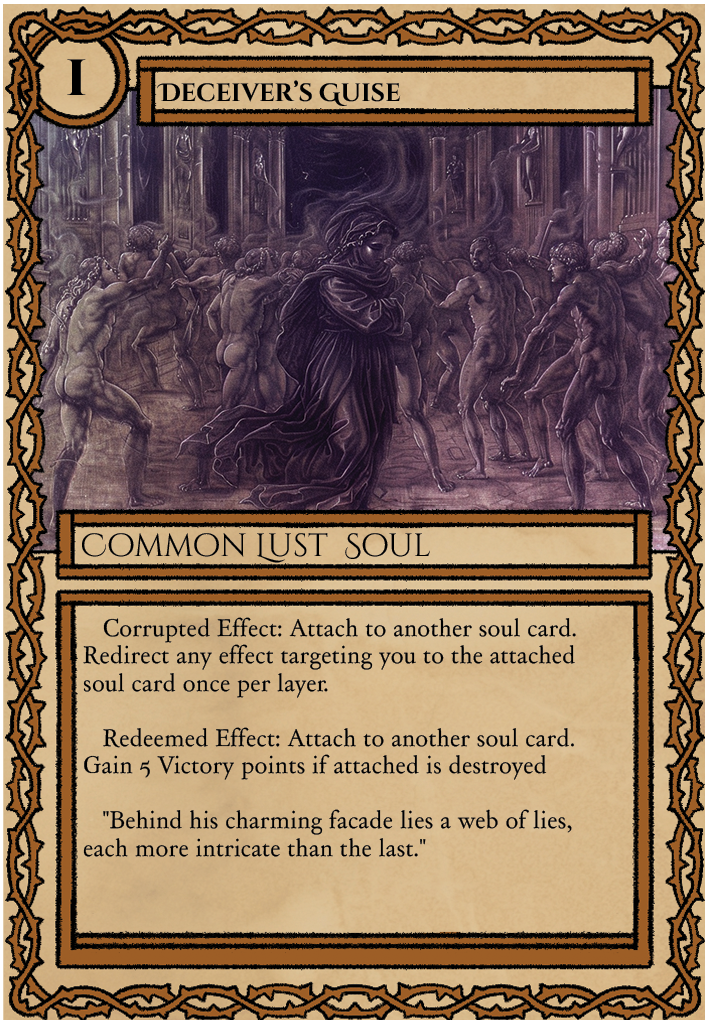 I
Deceiver's Guise
Common Lust Soul
Corrupted Effect: Attach to another soul card.
Redirect any effect targeting you to the attached
soul card once per layer.
Redeemed Effect: Attach to another soul card.
Gain 5 Victory points if attached is destroyed
"Behind his charming facade lies a web of lies,
each more intricate than the last."